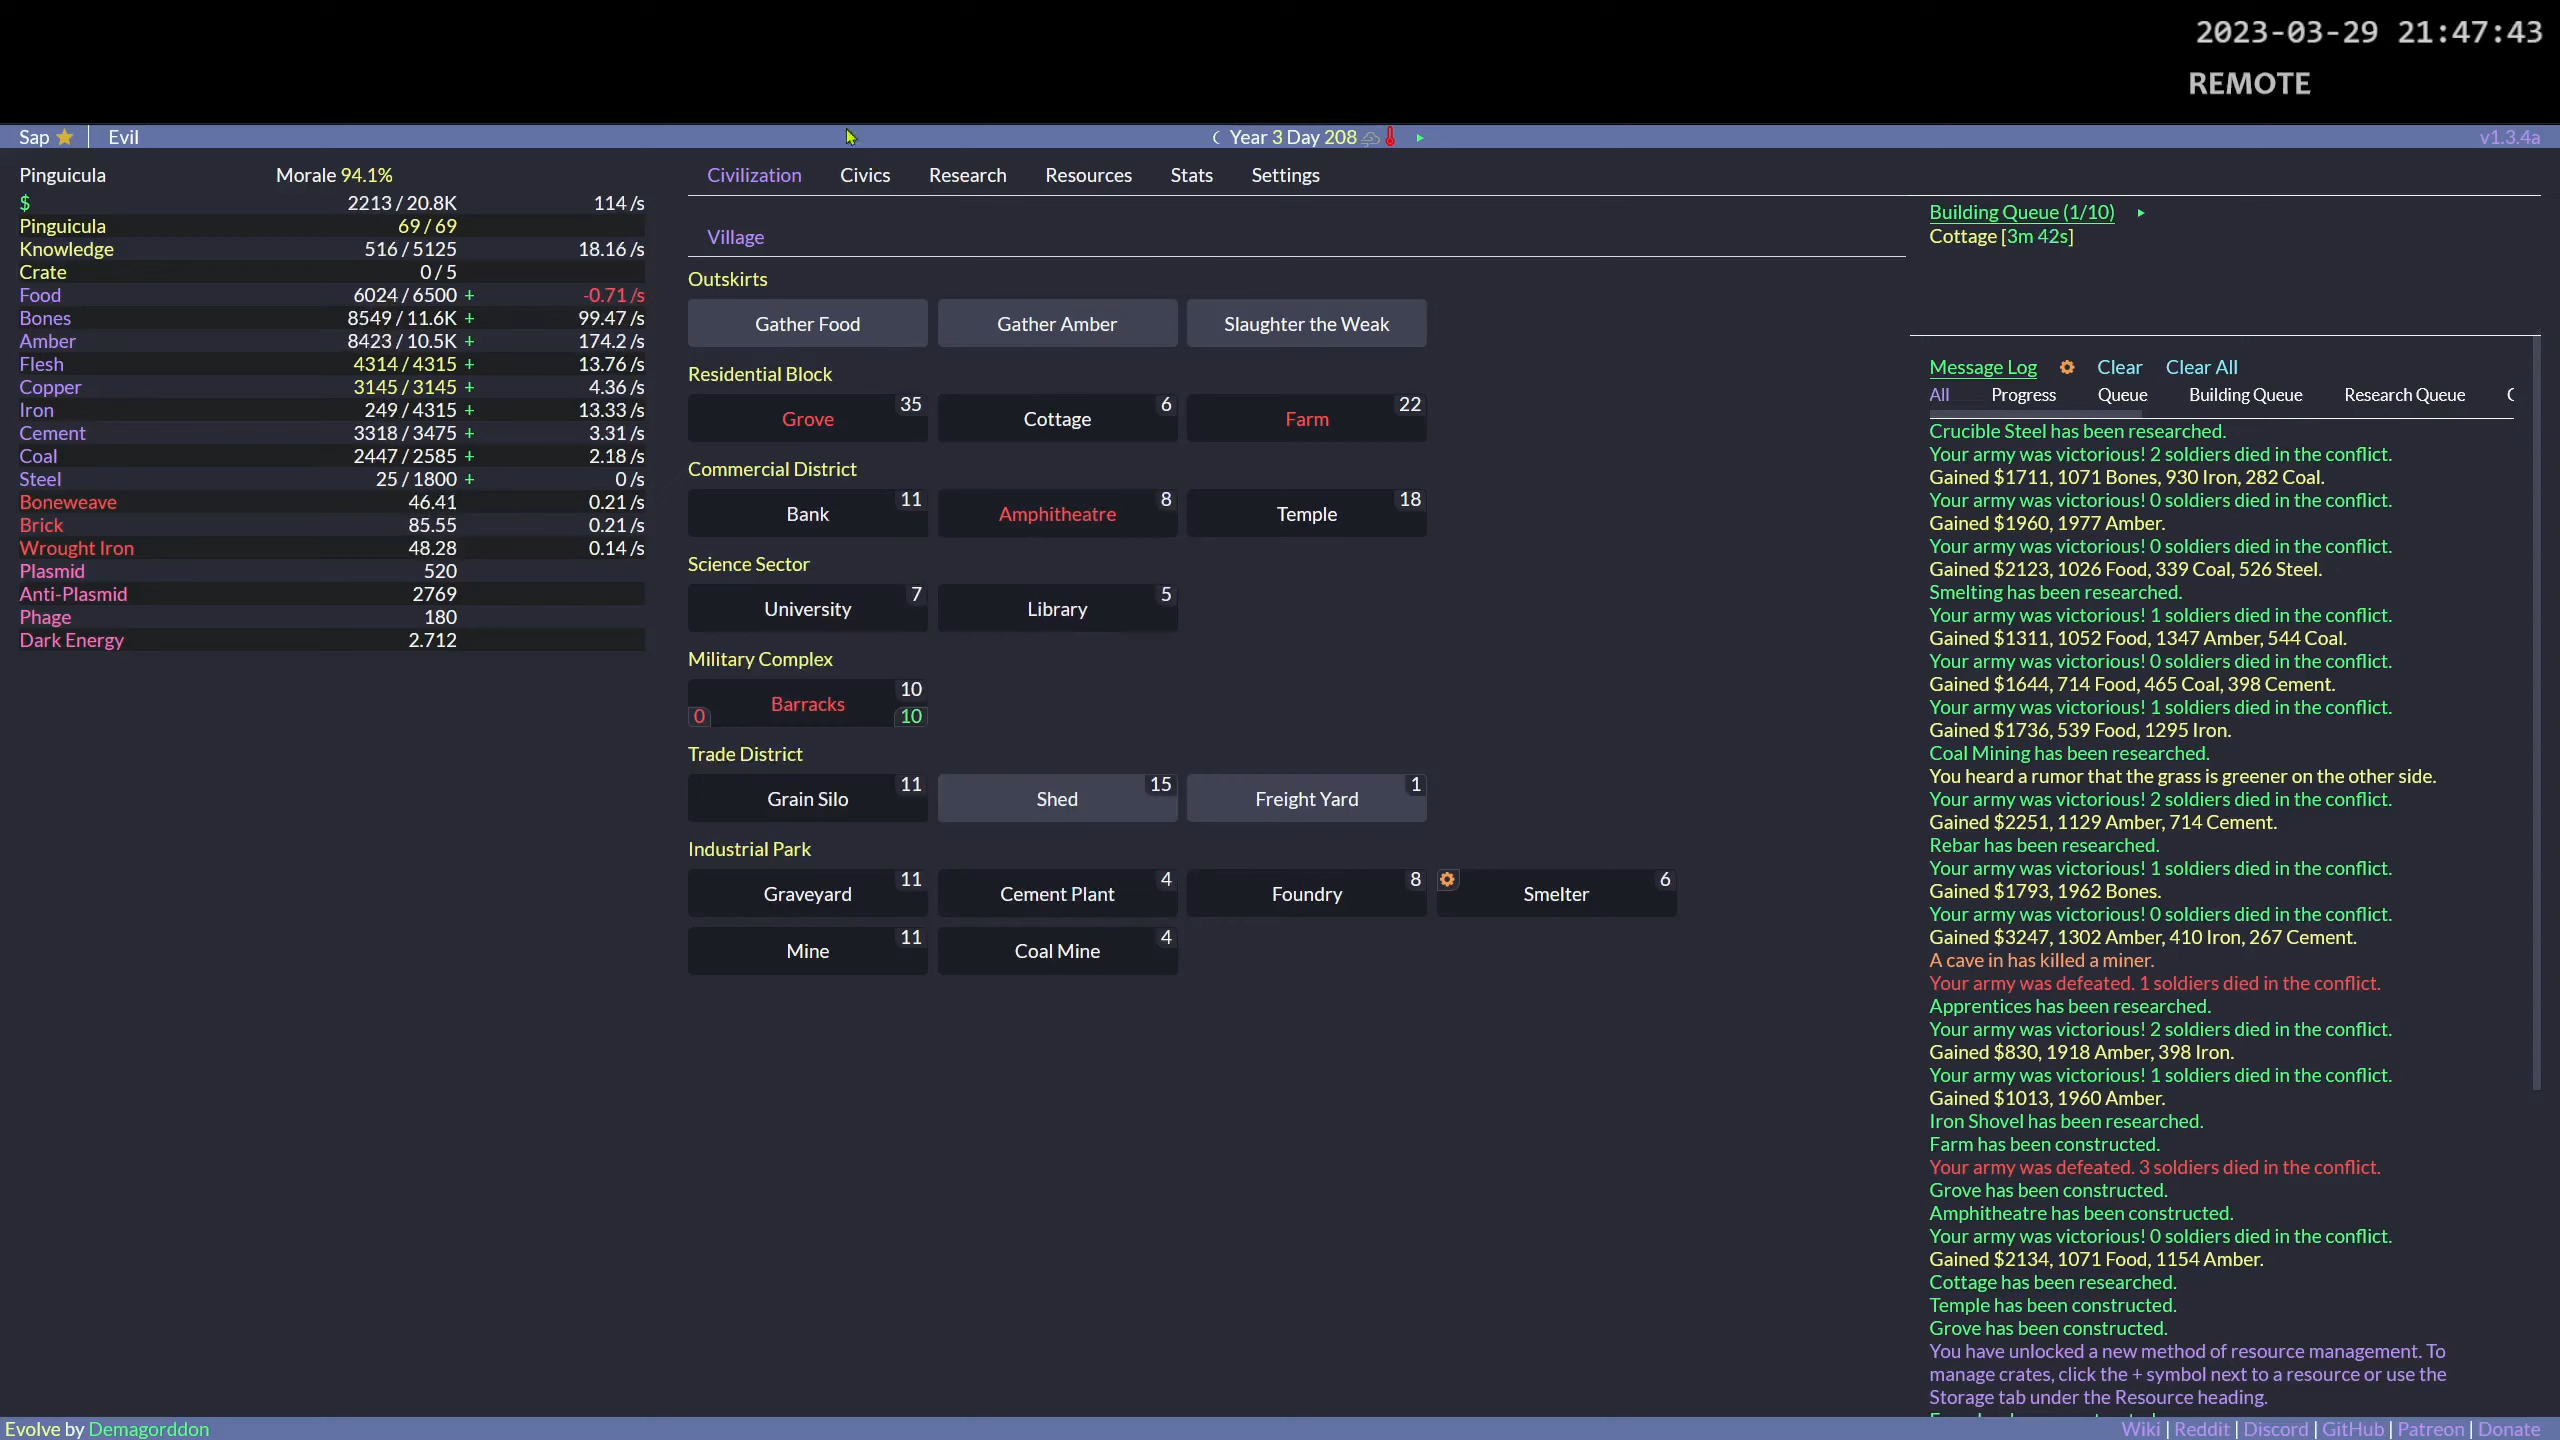 2023-03-29 21:47:43
REMOTE
Sap Evil Year 3 Day 208 v1.3.4a
Pinguicula Morale 94.1%
$ 2213 / 20.8K 114 /s
Pinguicula 69 / 69
Knowledge 516 / 5125 18.16 /s
Crate 0 / 5
Food 6024 / 6500 + -0.71 /s
Bones 8549 / 11.6K + 99.47 /s
Amber 8423 / 10.5K + 174.2 /s
Flesh 4314 / 4315 + 13.76 /s
Copper 3145 / 3145 + 4.36 /s
Iron 249 / 4315 + 13.33 /s
Cement 3318 / 3475 + 3.31 /s
Coal 2447 / 2585 + 2.18 /s
Steel 25 / 1800 + 0 /s
Boneweave 46.41 0.21 /s
Brick 85.55 0.21 /s
Wrought Iron 48.28 0.14 /s
Plasmid 520
Anti-Plasmid 2769
Phage 180
Dark Energy 2.712
Civilization Civics Research Resources Stats Settings
Village
Outskirts
Gather Food Gather Amber Slaughter the Weak
Residential Block
Grove 35 Cottage 6 Farm 22
Commercial District
Bank 11 Amphitheatre 8 Temple 18
Science Sector
University 7 Library 5
Military Complex
Barracks 10
0 10
Trade District
Grain Silo 11 Shed 15 Freight Yard 1
Industrial Park
Graveyard 11 Cement Plant 4 Foundry 8 Smelter 6
Mine 11 Coal Mine 4
Building Queue (1/10)
Cottage [3m 42s]
Message Log Clear Clear All
All Progress Queue Building Queue Research Queue
Crucible Steel has been researched.
Your army was victorious! 2 soldiers died in the conflict.
Gained $1711, 1071 Bones, 930 Iron, 282 Coal.
Your army was victorious! 0 soldiers died in the conflict.
Gained $1960, 1977 Amber.
Your army was victorious! 0 soldiers died in the conflict.
Gained $2123, 1026 Food, 339 Coal, 526 Steel.
Smelting has been researched.
Your army was victorious! 1 soldiers died in the conflict.
Gained $1311, 1052 Food, 1347 Amber, 544 Coal.
Your army was victorious! 0 soldiers died in the conflict.
Gained $1644, 714 Food, 465 Coal, 398 Cement.
Your army was victorious! 1 soldiers died in the conflict.
Gained $1736, 539 Food, 1295 Iron.
Coal Mining has been researched.
You heard a rumor that the grass is greener on the other side.
Your army was victorious! 2 soldiers died in the conflict.
Gained $2251, 1129 Amber, 714 Cement.
Rebar has been researched.
Your army was victorious! 1 soldiers died in the conflict.
Gained $1793, 1962 Bones.
Your army was victorious! 0 soldiers died in the conflict.
Gained $3247, 1302 Amber, 410 Iron, 267 Cement.
A cave in has killed a miner.
Your army was defeated. 1 soldiers died in the conflict.
Apprentices has been researched.
Your army was victorious! 2 soldiers died in the conflict.
Gained $830, 1918 Amber, 398 Iron.
Your army was victorious! 1 soldiers died in the conflict.
Gained $1013, 1960 Amber.
Iron Shovel has been researched.
Farm has been constructed.
Your army was defeated. 3 soldiers died in the conflict.
Grove has been constructed.
Amphitheatre has been constructed.
Your army was victorious! 0 soldiers died in the conflict.
Gained $2134, 1071 Food, 1154 Amber.
Cottage has been researched.
Temple has been constructed.
Grove has been constructed.
You have unlocked a new method of resource management. To
manage crates, click the + symbol next to a resource or use the
Storage tab under the Resource heading.
Evolve by Demagorddon Wiki | Reddit | Discord | GitHub | Patreon | Donate